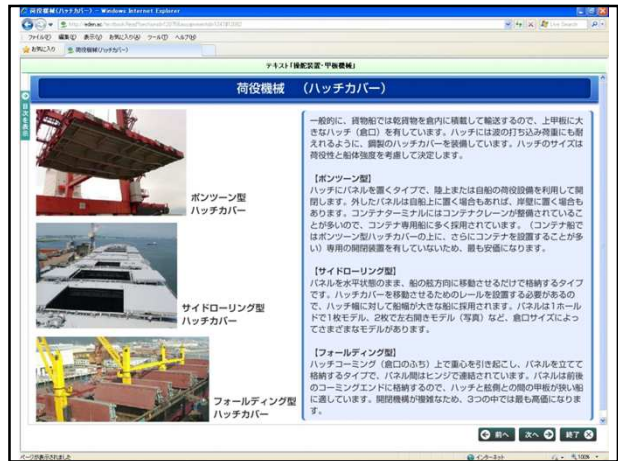 荷役機械(ハッチカバー) - Windows Internet Explorer
Live Search
ファイル(F) 編集(E) 表示(V) お気に入り(A) ツール(T) ヘルプ(H)
お気に入り 荷役機械(ハッチカバー)
テキスト「操舵装置・甲板機械」
荷役機械 (ハッチカバー)
目次を表示
ポンツーン型
ハッチカバー
サイドローリング型
ハッチカバー
フォールディング型
ハッチカバー
一般的に、貨物船では乾貨物を倉内に積載して輸送するので、上甲板に大
きなハッチ(倉口)を有しています。ハッチには波の打ち込み荷重にも耐
えれるように、鋼製のハッチカバーを装備しています。ハッチのサイズは
荷役性と船体強度を考慮して決定します。
【ポンツーン型】
ハッチにパネルを置くタイプで、陸上または自船の荷役設備を利用して開
閉します。外したパネルは自船上に置く場合もあれば、岸壁に置く場合も
あります。コンテナターミナルにはコンテナクレーンが整備されているこ
とが多いので、コンテナ専用船に多く採用されています。(コンテナ船で
はポンツーン型ハッチカバーの上に、さらにコンテナを設置することが多
い)専用の開閉装置を有していないため、最も安価になります。
【サイドローリング型】
パネルを水平状態のまま、船の舷方向に移動させるだけで格納するタイプ
です。ハッチカバーを移動させるためのレールを設置する必要があるの
で、ハッチ幅に対して船幅が大きな船に採用されます。パネルは1ホール
ドで1枚モデル、2枚で左右開きモデル(写真)など、倉口サイズによっ
てさまざまなモデルがあります。
【フォールディング型】
ハッチコーミング(倉口のふち)上で重心を引き起こし、パネルを立てて
格納するタイプで、パネル間はヒンジで連結されています。パネルは前後
のコーミングエンドに格納するので、ハッチと舷側との間の甲板が狭い船
に適しています。開閉機構が複雑なため、3つの中では最も高価になりま
す。
前へ 次へ 終了
ページが表示されました インターネット 100%